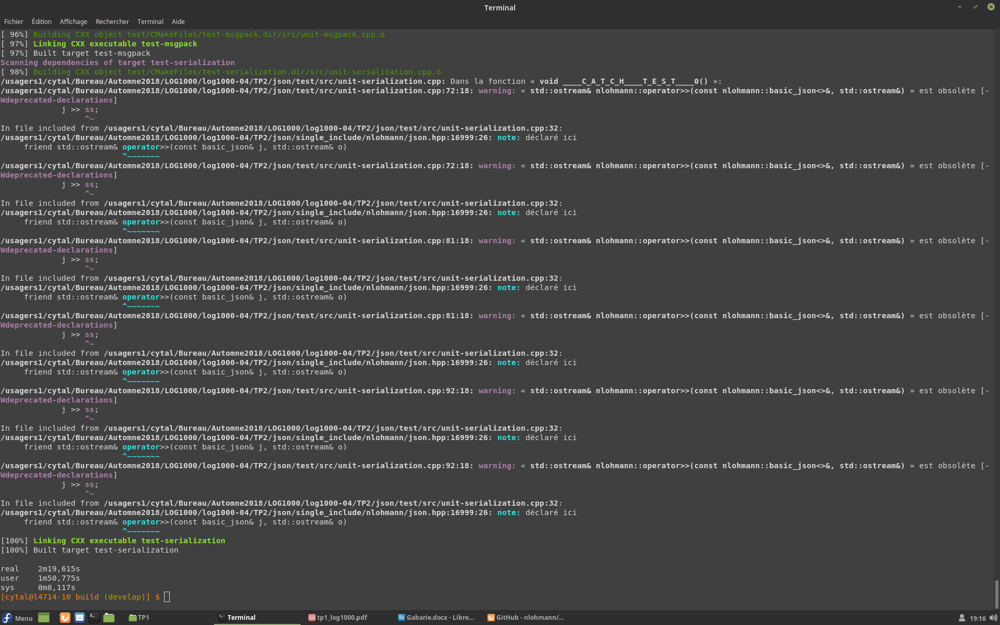 Terminal
Fichier Édition Affichage Rechercher Terminal Aide
[ 96%] Building CXX object test/CMakeFiles/test-msgpack.dir/src/unit-msgpack.cpp.o
[ 97%] Linking CXX executable test-msgpack
[ 97%] Built target test-msgpack
Scanning dependencies of target test-serialization
[ 98%] Building CXX object test/CMakeFiles/test-serialization.dir/src/unit-serialization.cpp.o
/usagers1/cytal/Bureau/Automne2018/LOG1000/log1000-04/TP2/json/test/src/unit-serialization.cpp: Dans la fonction « void ____C_A_T_C_H____T_E_S_T____0() »:
/usagers1/cytal/Bureau/Automne2018/LOG1000/log1000-04/TP2/json/test/src/unit-serialization.cpp:72:18: warning: « std::ostream& nlohmann::operator>>(const nlohmann::basic_json<>&, std::ostream&) » est obsolète [-
Wdeprecated-declarations]
             j >> ss;
                  ^~
In file included from /usagers1/cytal/Bureau/Automne2018/LOG1000/log1000-04/TP2/json/test/src/unit-serialization.cpp:32:
/usagers1/cytal/Bureau/Automne2018/LOG1000/log1000-04/TP2/json/single_include/nlohmann/json.hpp:16999:26: note: déclaré ici
     friend std::ostream& operator>>(const basic_json& j, std::ostream& o)
                          ^~~~~~~~
/usagers1/cytal/Bureau/Automne2018/LOG1000/log1000-04/TP2/json/test/src/unit-serialization.cpp:72:18: warning: « std::ostream& nlohmann::operator>>(const nlohmann::basic_json<>&, std::ostream&) » est obsolète [-
Wdeprecated-declarations]
             j >> ss;
                  ^~
In file included from /usagers1/cytal/Bureau/Automne2018/LOG1000/log1000-04/TP2/json/test/src/unit-serialization.cpp:32:
/usagers1/cytal/Bureau/Automne2018/LOG1000/log1000-04/TP2/json/single_include/nlohmann/json.hpp:16999:26: note: déclaré ici
     friend std::ostream& operator>>(const basic_json& j, std::ostream& o)
                          ^~~~~~~~
/usagers1/cytal/Bureau/Automne2018/LOG1000/log1000-04/TP2/json/test/src/unit-serialization.cpp:81:18: warning: « std::ostream& nlohmann::operator>>(const nlohmann::basic_json<>&, std::ostream&) » est obsolète [-
Wdeprecated-declarations]
             j >> ss;
                  ^~
In file included from /usagers1/cytal/Bureau/Automne2018/LOG1000/log1000-04/TP2/json/test/src/unit-serialization.cpp:32:
/usagers1/cytal/Bureau/Automne2018/LOG1000/log1000-04/TP2/json/single_include/nlohmann/json.hpp:16999:26: note: déclaré ici
     friend std::ostream& operator>>(const basic_json& j, std::ostream& o)
                          ^~~~~~~~
/usagers1/cytal/Bureau/Automne2018/LOG1000/log1000-04/TP2/json/test/src/unit-serialization.cpp:81:18: warning: « std::ostream& nlohmann::operator>>(const nlohmann::basic_json<>&, std::ostream&) » est obsolète [-
Wdeprecated-declarations]
             j >> ss;
                  ^~
In file included from /usagers1/cytal/Bureau/Automne2018/LOG1000/log1000-04/TP2/json/test/src/unit-serialization.cpp:32:
/usagers1/cytal/Bureau/Automne2018/LOG1000/log1000-04/TP2/json/single_include/nlohmann/json.hpp:16999:26: note: déclaré ici
     friend std::ostream& operator>>(const basic_json& j, std::ostream& o)
                          ^~~~~~~~
/usagers1/cytal/Bureau/Automne2018/LOG1000/log1000-04/TP2/json/test/src/unit-serialization.cpp:92:18: warning: « std::ostream& nlohmann::operator>>(const nlohmann::basic_json<>&, std::ostream&) » est obsolète [-
Wdeprecated-declarations]
             j >> ss;
                  ^~
In file included from /usagers1/cytal/Bureau/Automne2018/LOG1000/log1000-04/TP2/json/test/src/unit-serialization.cpp:32:
/usagers1/cytal/Bureau/Automne2018/LOG1000/log1000-04/TP2/json/single_include/nlohmann/json.hpp:16999:26: note: déclaré ici
     friend std::ostream& operator>>(const basic_json& j, std::ostream& o)
                          ^~~~~~~~
/usagers1/cytal/Bureau/Automne2018/LOG1000/log1000-04/TP2/json/test/src/unit-serialization.cpp:92:18: warning: « std::ostream& nlohmann::operator>>(const nlohmann::basic_json<>&, std::ostream&) » est obsolète [-
Wdeprecated-declarations]
             j >> ss;
                  ^~
In file included from /usagers1/cytal/Bureau/Automne2018/LOG1000/log1000-04/TP2/json/test/src/unit-serialization.cpp:32:
/usagers1/cytal/Bureau/Automne2018/LOG1000/log1000-04/TP2/json/single_include/nlohmann/json.hpp:16999:26: note: déclaré ici
     friend std::ostream& operator>>(const basic_json& j, std::ostream& o)
                          ^~~~~~~~
[100%] Linking CXX executable test-serialization
[100%] Built target test-serialization
real    2m19,615s
user    1m50,775s
sys     0m8,117s
[cytal@l4714-10 build (develop)] $
Menu TP1 Terminal tp1_log1000.pdf Gabarie.docx - Libre... GitHub - nlohmann/... 19:16